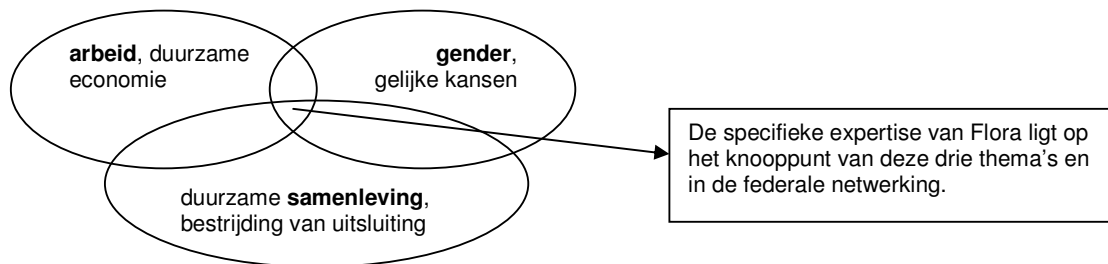 arbeid, duurzame
economie
gender,
gelijke kansen
duurzame samenleving,
bestrijding van uitsluiting
De specifieke expertise van Flora ligt op
het knooppunt van deze drie thema's en
in de federale netwerking.